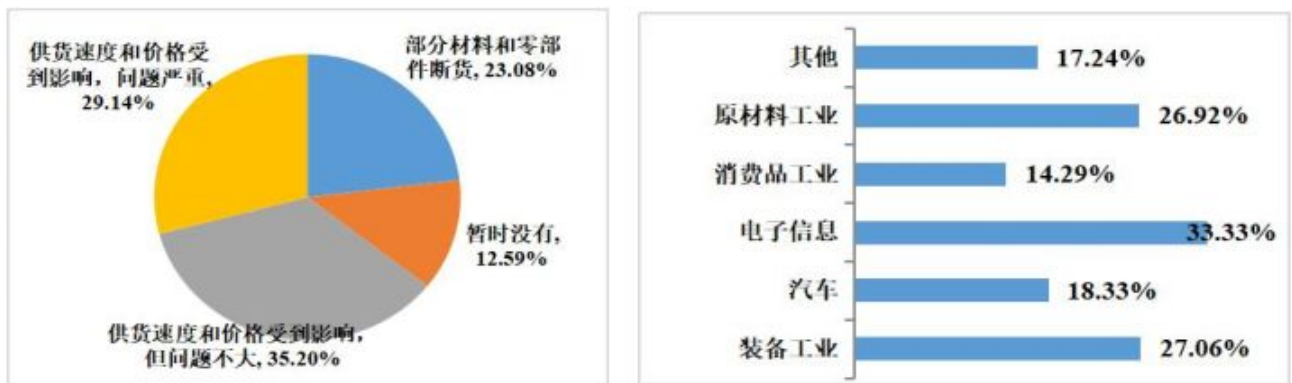 供货速度和价格受
到影响，问题严重,
29.14%
部分材料和零部
件断货, 23.08%
暂时没有,
12.59%
供货速度和价格受到影响，
但问题不大, 35.20%
其他
17.24%
原材料工业
26.92%
消费品工业
14.29%
电子信息
33.33%
汽车
18.33%
装备工业
27.06%